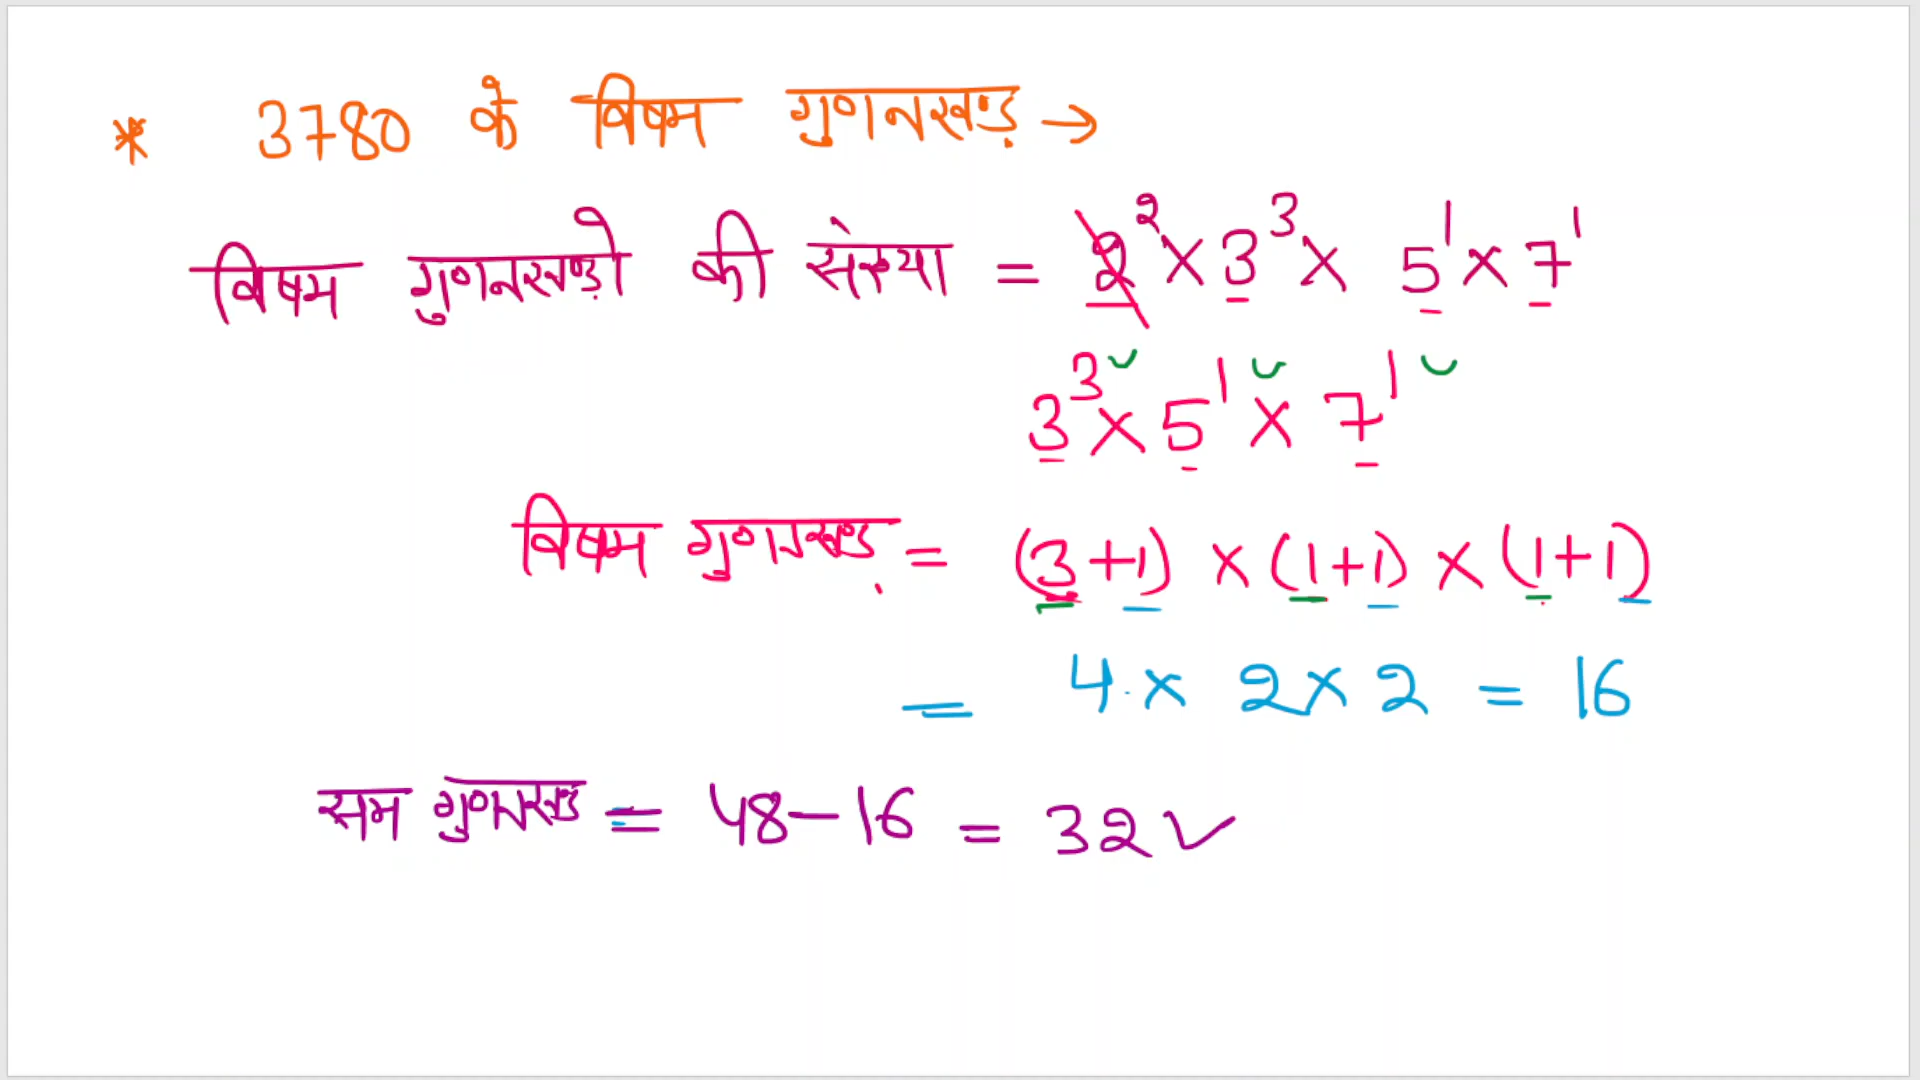 * 3780 के विषम गुणनखण्ड →
विषम गुणनखण्डो की संख्या = 2² × 3³ × 5¹ × 7¹
3³ × 5¹ × 7¹
विषम गुणनखण्ड = (3+1) × (1+1) × (1+1)
= 4 × 2 × 2 = 16
सम गुणनखंड = 48 – 16 = 32 ✓